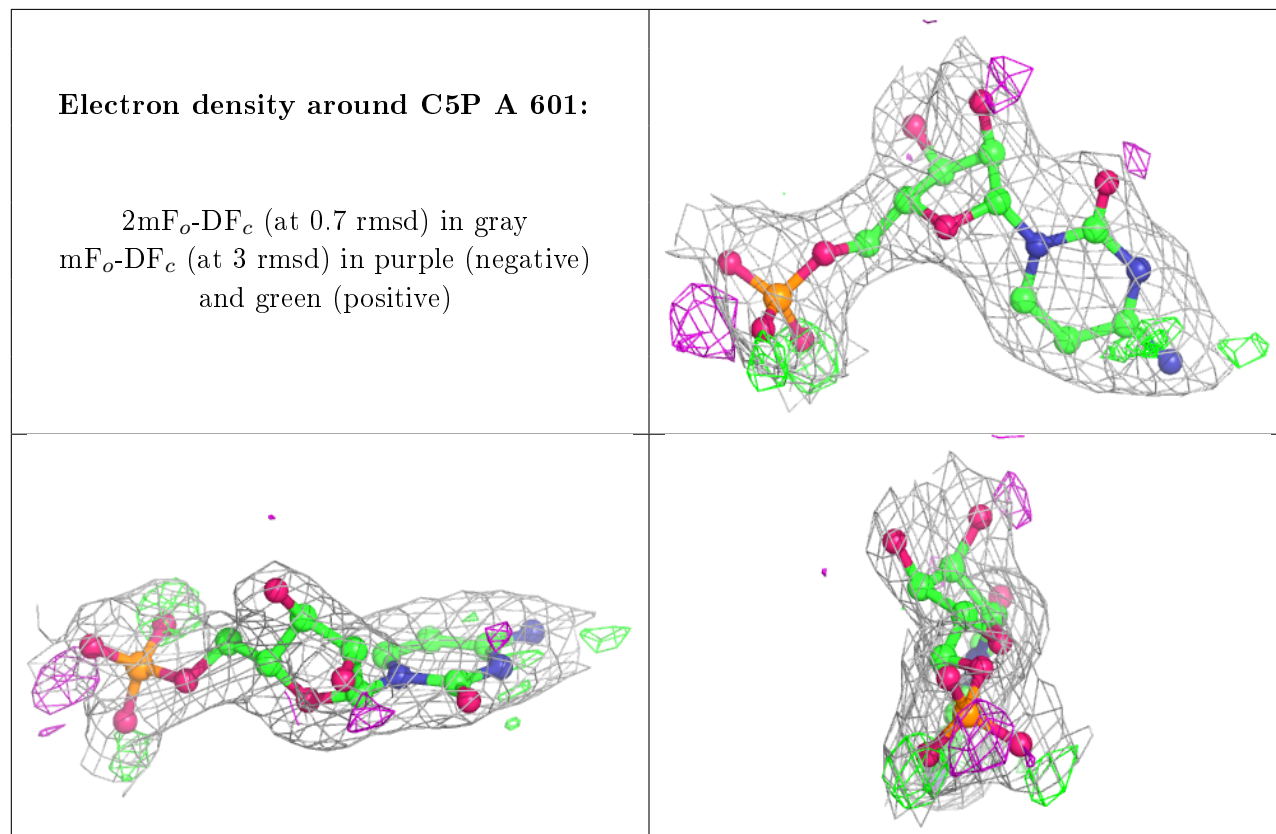 Electron density around C5P A 601:
2mFₒ-DF𝑐 (at 0.7 rmsd) in gray
mFₒ-DF𝑐 (at 3 rmsd) in purple (negative)
and green (positive)